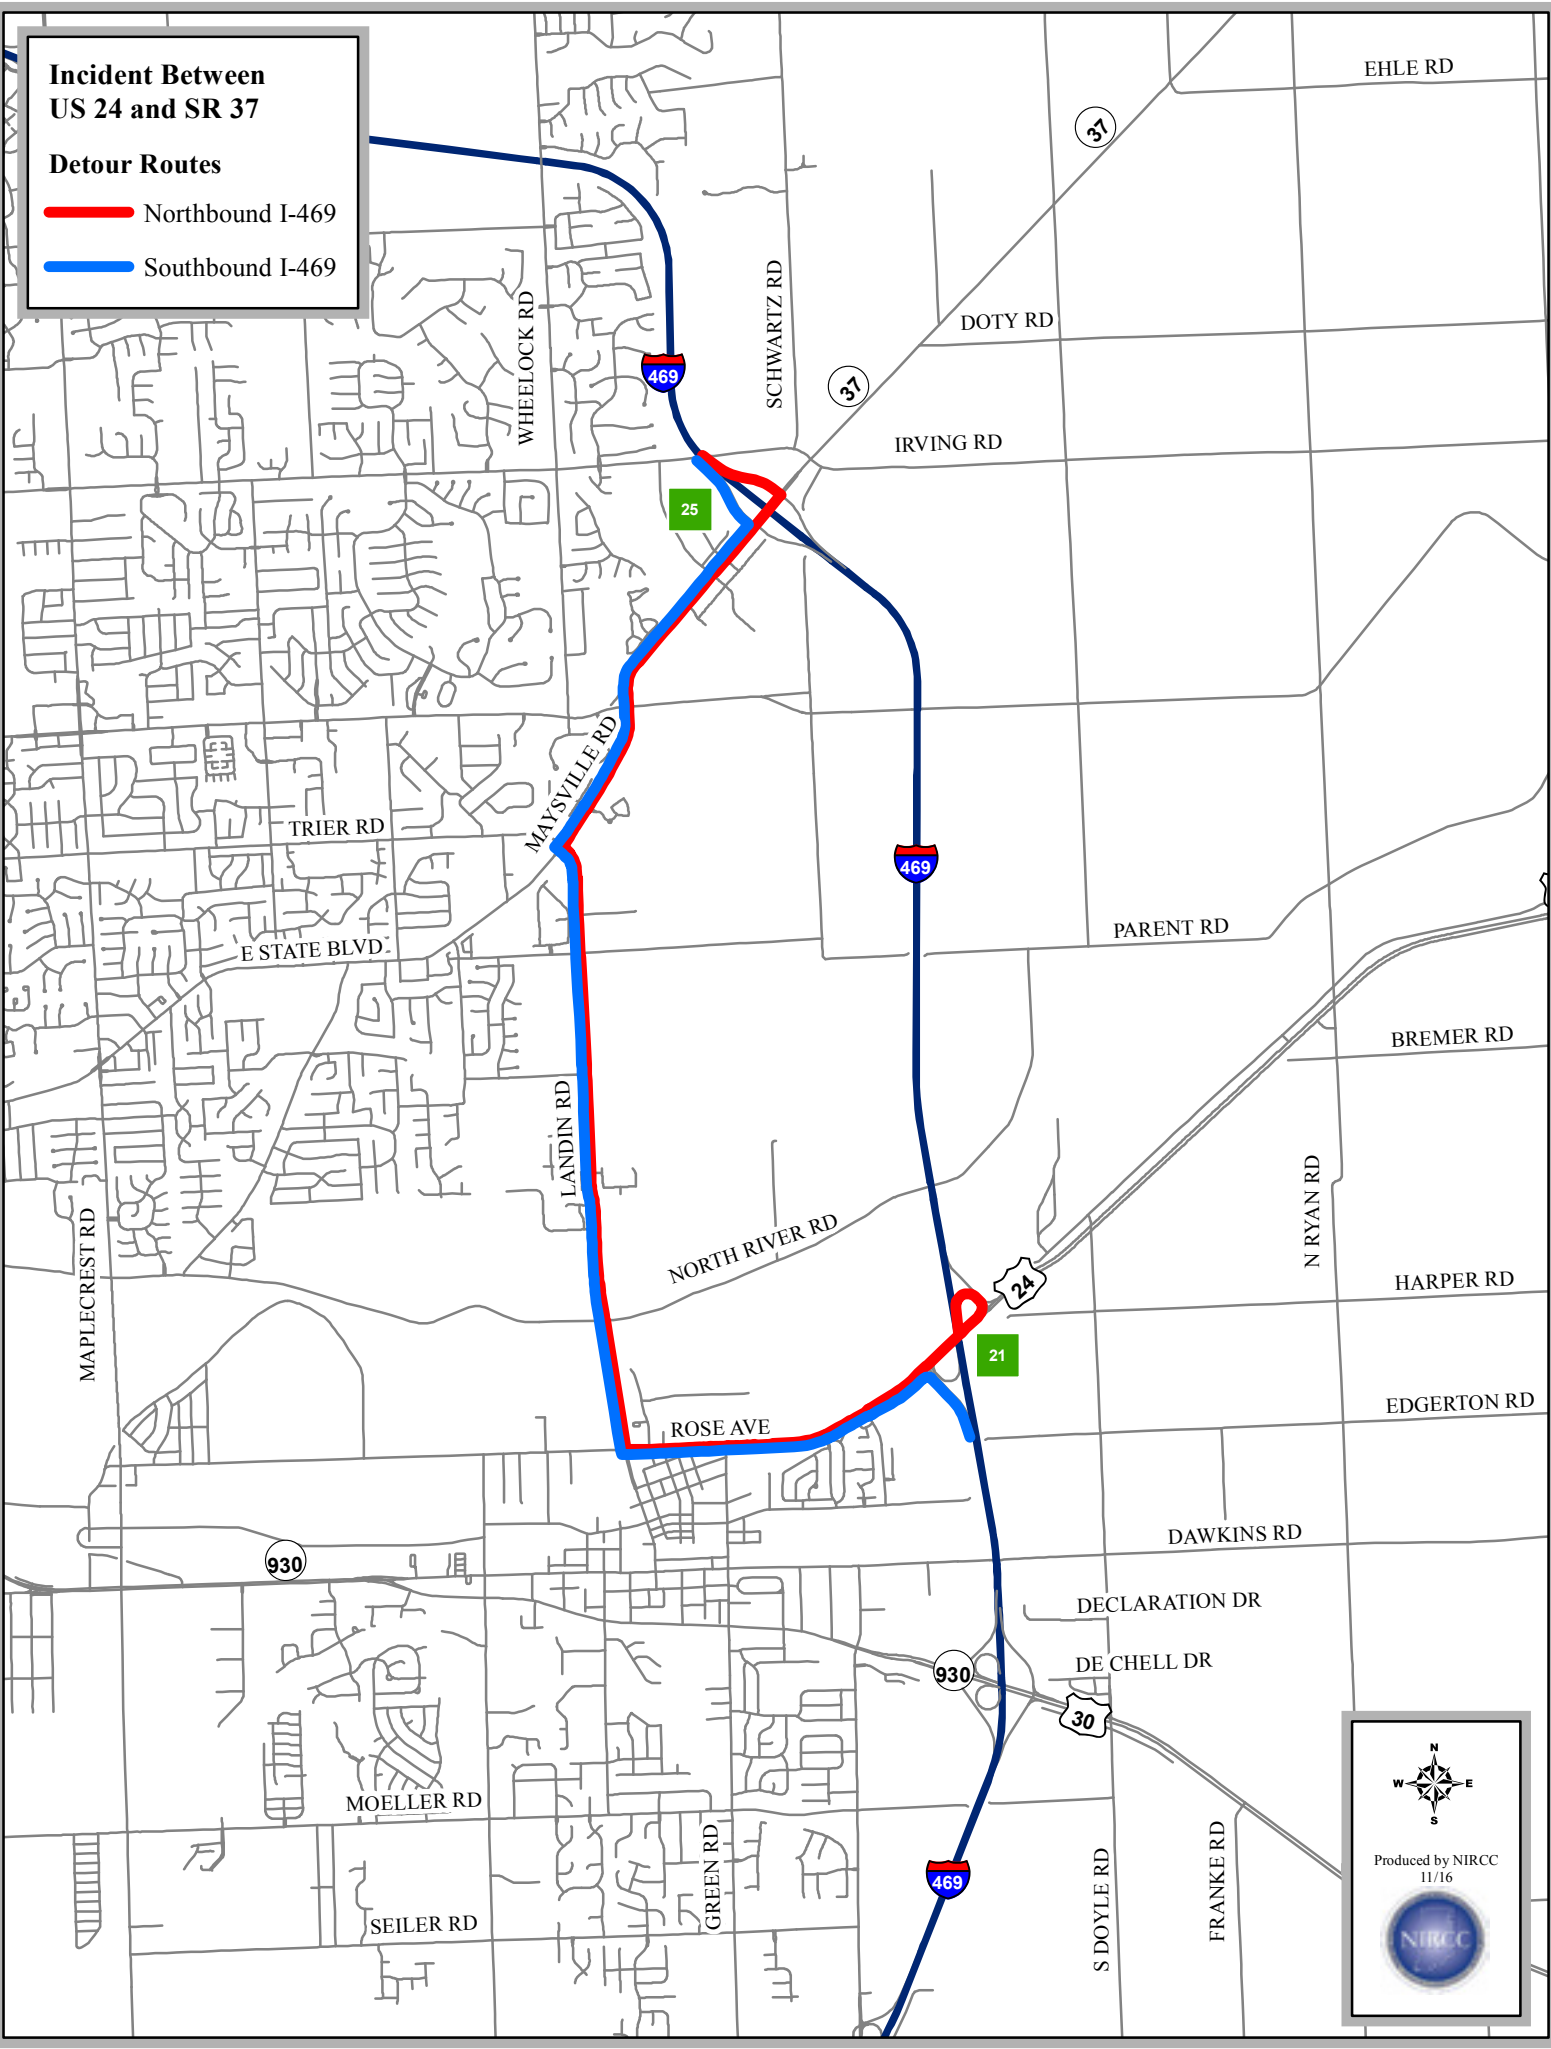 Incident Between
US 24 and SR 37
Detour Routes
Northbound I-469
Southbound I-469
EHLE RD
37
SCHWARTZ RD
WHEELOCK RD
DOTY RD
469
37
IRVING RD
25
MAYSVILLE RD
TRIER RD
469
E STATE BLVD
PARENT RD
BREMER RD
LANDIN RD
N RYAN RD
MAPLECREST RD
NORTH RIVER RD
24
HARPER RD
21
EDGERTON RD
ROSE AVE
DAWKINS RD
930
DECLARATION DR
DE CHELL DR
930
30
MOELLER RD
GREEN RD
S DOYLE RD
FRANKE RD
469
SEILER RD
N
W E
S
Produced by NIRCC
11/16
NIRCC